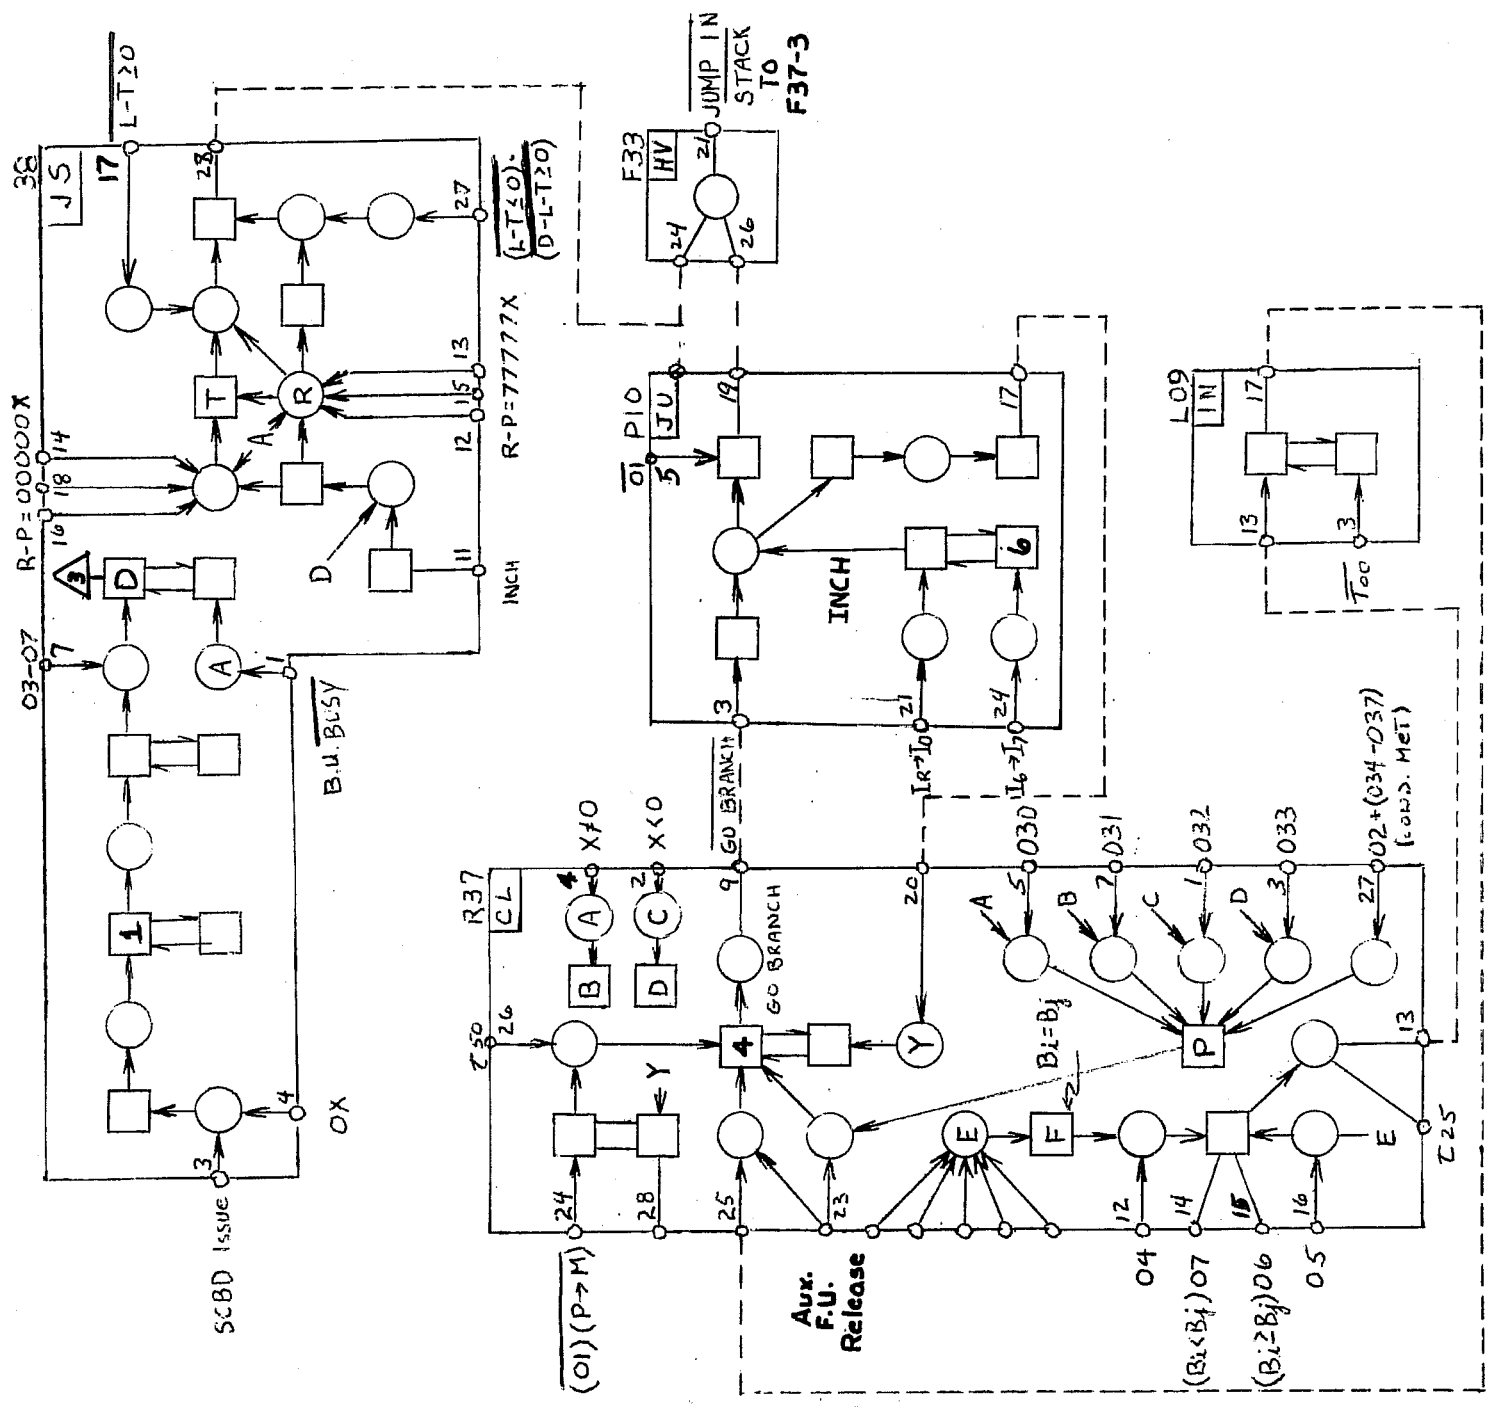 38
JS
L-T≥0
17
28
R-P=00000X
16
18
14
03-07
7
3
D
T
A
R
D
A
1
B.U. BUSY
11
INCH
12
15
13
R-P=77777X
27
(L-T≤0).
(D-L-T≥0)
1
3
4
OX
SCBD Issue
F33
HV
24
26
21
JUMP IN
STACK
TO
F37-3
P10
JU
01
5
19
17
3
INCH
6
21
24
GO BRANCH
IR→I0
I6→I7
L09
IN
17
13
3
T00
R37
CL
τ50
26
4
X≠0
A
B
2
X<0
C
D
9
GO BRANCH
20
24
28
Y
4
Y
25
23
(01)(P→M)
Aux.
F.U.
Release
E
F
Bi=Bj
5
030
A
7
031
B
1
032
C
3
033
D
27
02+(034-037)
(COND. MET)
P
13
12
04
14
(Bi<Bj)07
15
(Bi≥Bj)06
16
05
E
τ25